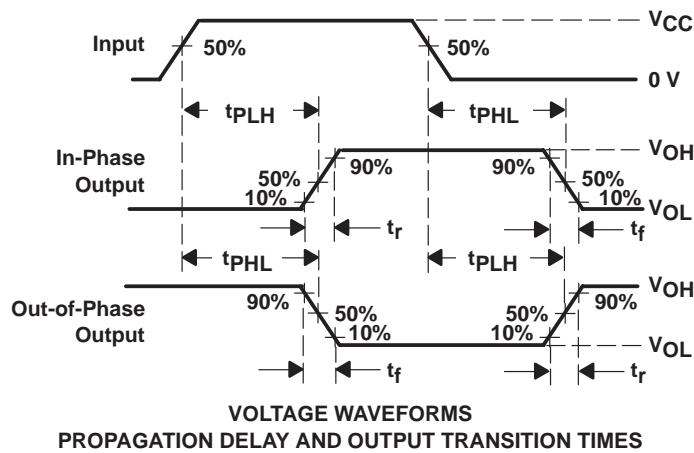 VCC
Input
50%
50%
0 V
tPLH
tPHL
In-Phase
Output
VOH
90%
90%
50%
50%
10%
10%
VOL
tr
tf
tPHL
tPLH
Out-of-Phase
Output
VOH
90%
90%
50%
50%
10%
10%
VOL
tf
tr
VOLTAGE WAVEFORMS
PROPAGATION DELAY AND OUTPUT TRANSITION TIMES